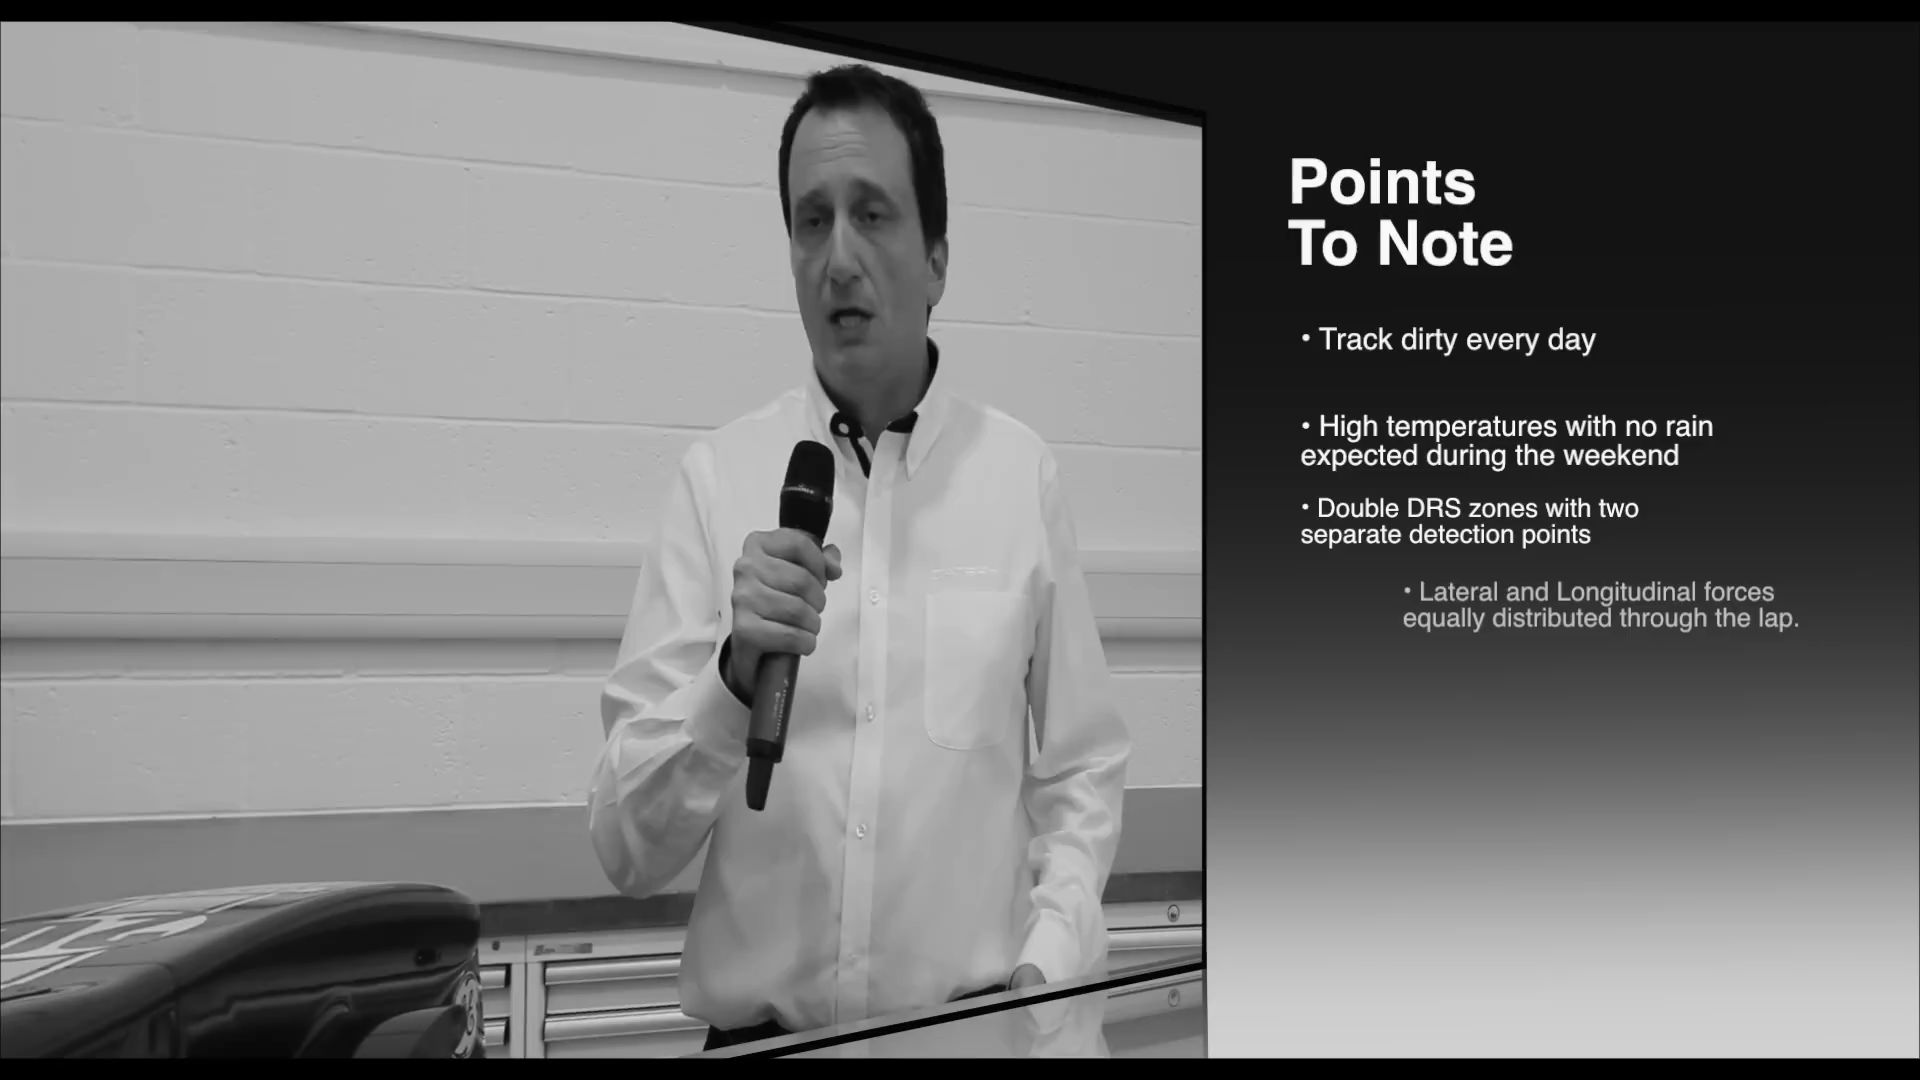 Points
To Note
• Track dirty every day
• High temperatures with no rain
expected during the weekend
• Double DRS zones with two
separate detection points
• Lateral and Longitudinal forces
equally distributed through the lap.